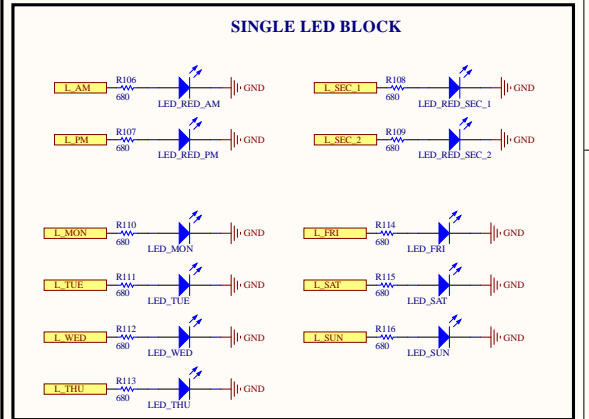 SINGLE LED BLOCK
L_AM R106 680 LED_RED_AM GND
L_SEC_1 R108 680 LED_RED_SEC_1 GND
L_PM R107 680 LED_RED_PM GND
L_SEC_2 R109 680 LED_RED_SEC_2 GND
L_MON R110 680 LED_MON GND
L_FRI R114 680 LED_FRI GND
L_TUE R111 680 LED_TUE GND
L_SAT R115 680 LED_SAT GND
L_WED R112 680 LED_WED GND
L_SUN R116 680 LED_SUN GND
L_THU R113 680 LED_THU GND